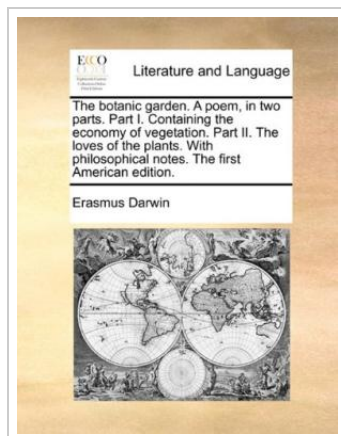 ECCO
Literature and Language
The botanic garden. A poem, in two
parts. Part I. Containing the
economy of vegetation. Part II. The
loves of the plants. With
philosophical notes. The first
American edition.
Erasmus Darwin